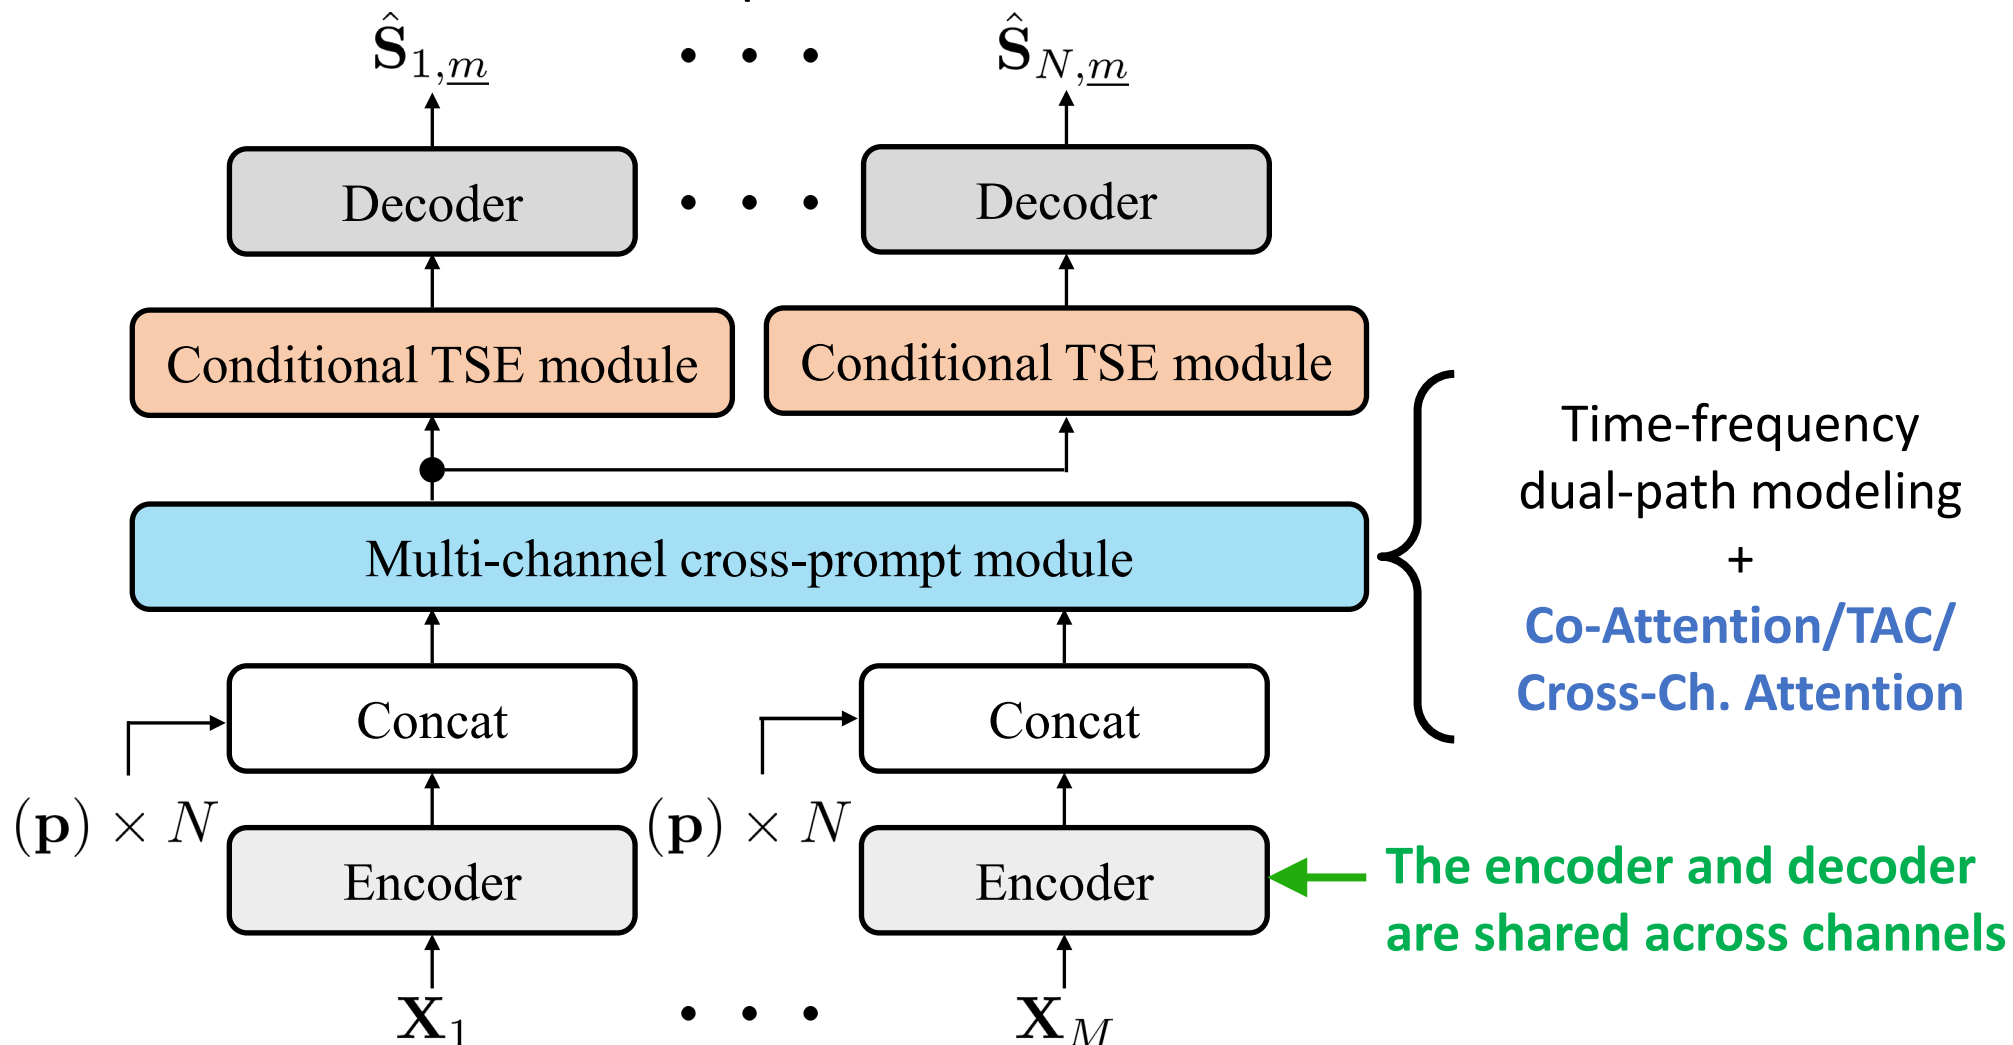 Ŝ₁,m • • • Ŝ_N,m
Decoder • • • Decoder
Conditional TSE module Conditional TSE module
Time-frequency
dual-path modeling
+
Co-Attention/TAC/
Cross-Ch. Attention
Multi-channel cross-prompt module
Concat Concat
(p) × N (p) × N
Encoder Encoder
The encoder and decoder
are shared across channels
X₁ • • • X_M